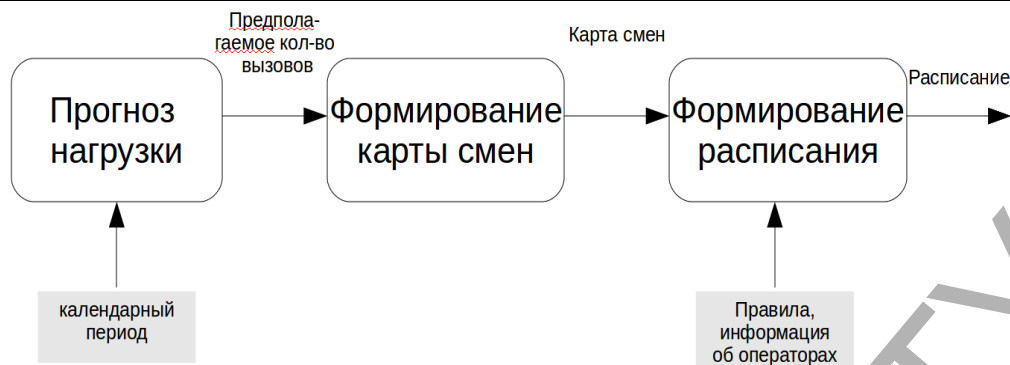 Предпола-
гаемое кол-во
вызовов
Карта смен
Расписание
Прогноз
нагрузки
Формирование
карты смен
Формирование
расписания
календарный
период
Правила,
информация
об операторах